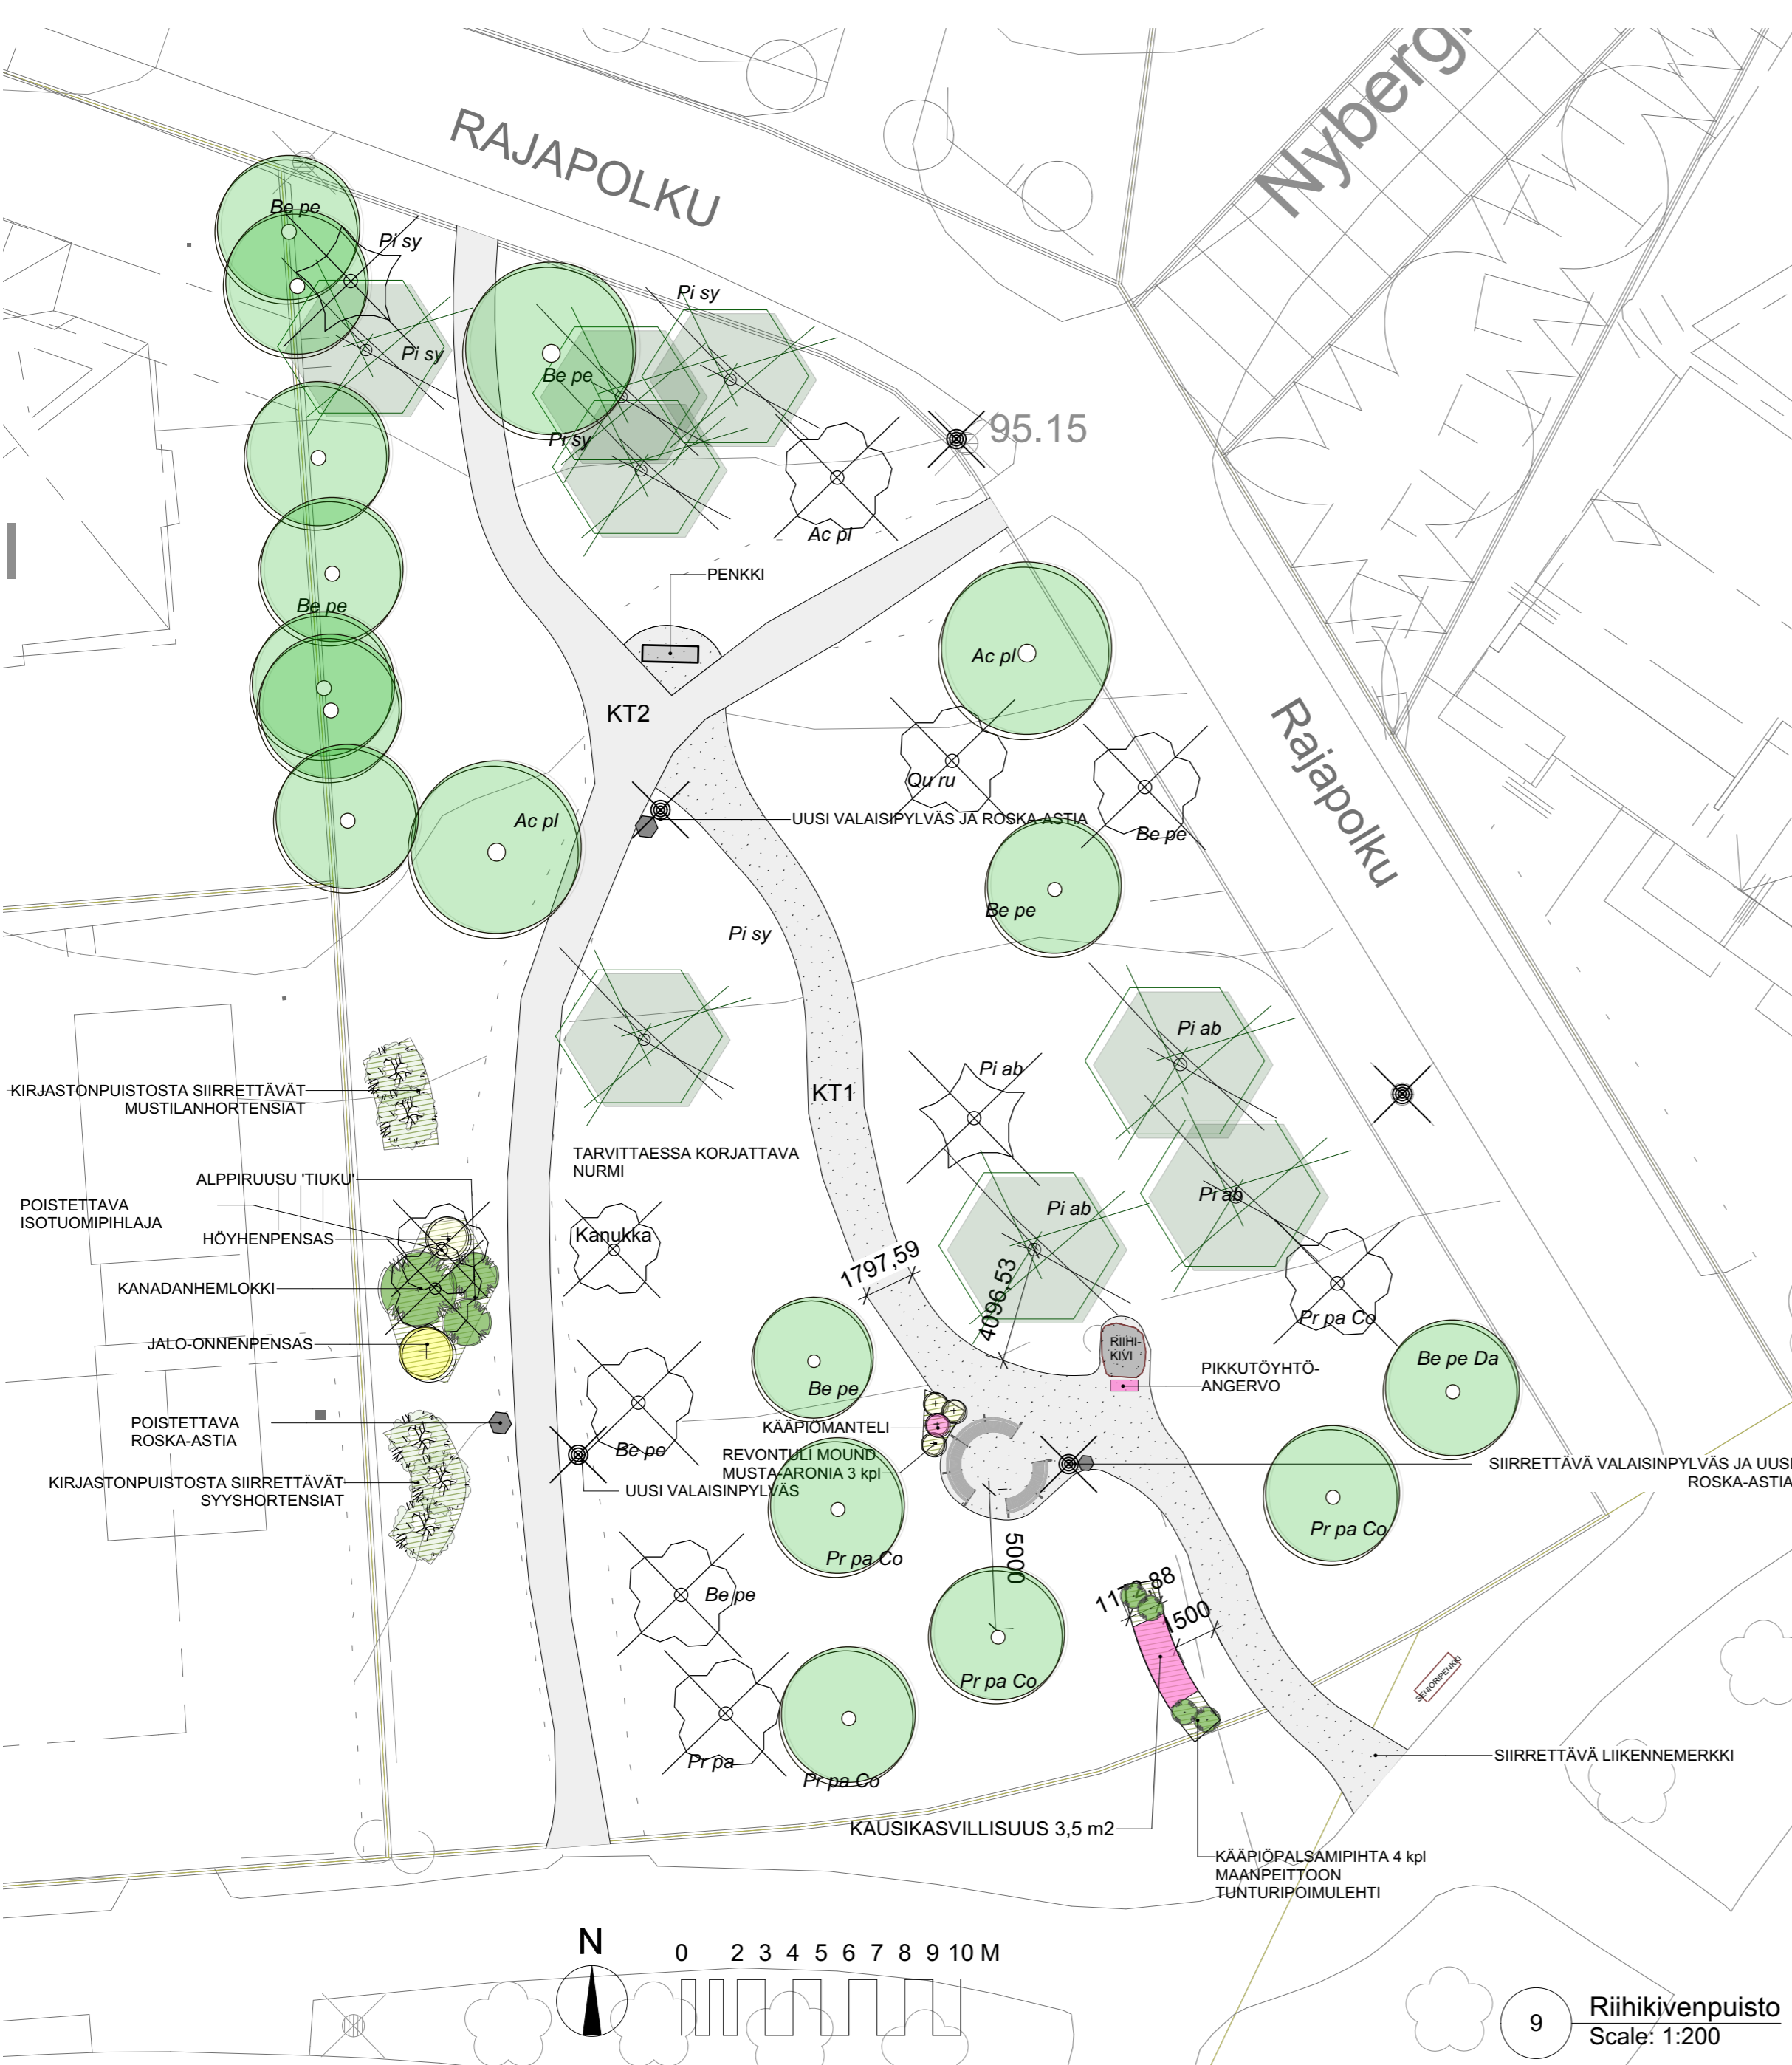 RAJAPOLKU
Be pe
Pi sy
Pi sy
Pi sy
Be pe
Pi sy
95.15
Ac pl
PENKKI
Be pe
Ac pl
KT2
Rajapolku
Qu ru
Ac pl
UUSI VALAISIPYLVÄS JA ROSKA-ASTIA
Be pe
Be pe
Pi sy
Pi ab
Pi ab
KIRJASTONPUISTOSTA SIIRRETTÄVÄT
MUSTILANHORTENSIAT
KT1
TARVITTAESSA KORJATTAVA
NURMI
ALPPIRUUSU 'TIUKU'
POISTETTAVA
ISOTUOMIPIHLAJA
Pi ab
Pi ab
HÖYHENPENSAS
Kanukka
1797,59
4096,53
KANADANHEMLOKKI
Pr pa Co
JALO-ONNENPENSAS
RIIHI-
KIVI
Be pe Da
PIKKUTÖYHTÖ-
ANGERVO
Be pe
POISTETTAVA
ROSKA-ASTIA
KÄÄPIÖMANTELI
Be pe
REVONTULI MOUND
MUSTA-ARONIA 3 kpl
SIIRRETTÄVÄ VALAISINPYLVÄS JA UUSI
ROSKA-ASTIA
KIRJASTONPUISTOSTA SIIRRETTÄVÄT
SYYSHORTENSIAT
UUSI VALAISINPYLVÄS
Pr pa Co
Pr pa Co
5000
Be pe
1500
Pr pa Co
SENIORIPENKKI
Pr pa
Pr pa Co
SIIRRETTÄVÄ LIIKENNEMERKKI
KAUSIKASVILLISUUS 3,5 m2
KÄÄPIÖPALSAMIPIHTA 4 kpl
MAANPEITTOON
TUNTURIPOIMULEHTI
N
0 2 3 4 5 6 7 8 9 10 M
9
Riihikivenpuisto
Scale: 1:200